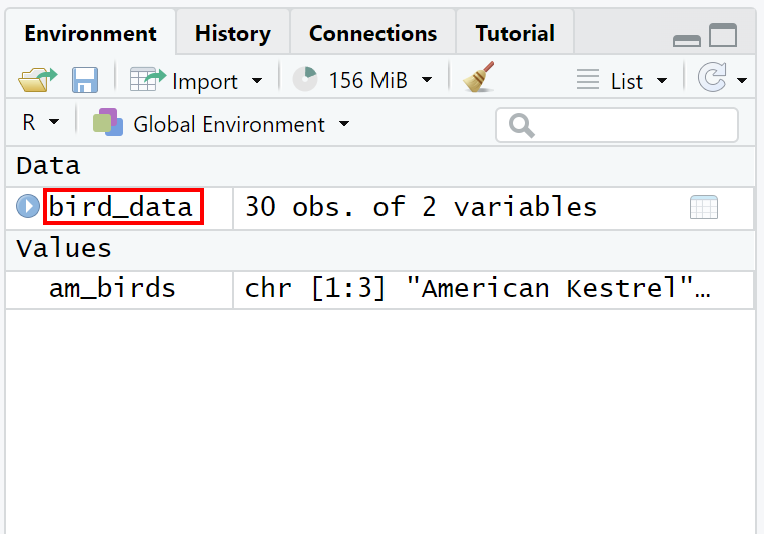 Environment History Connections Tutorial
Import 156 MiB List
R Global Environment
Data
bird_data 30 obs. of 2 variables
Values
am_birds chr [1:3] "American Kestrel"…